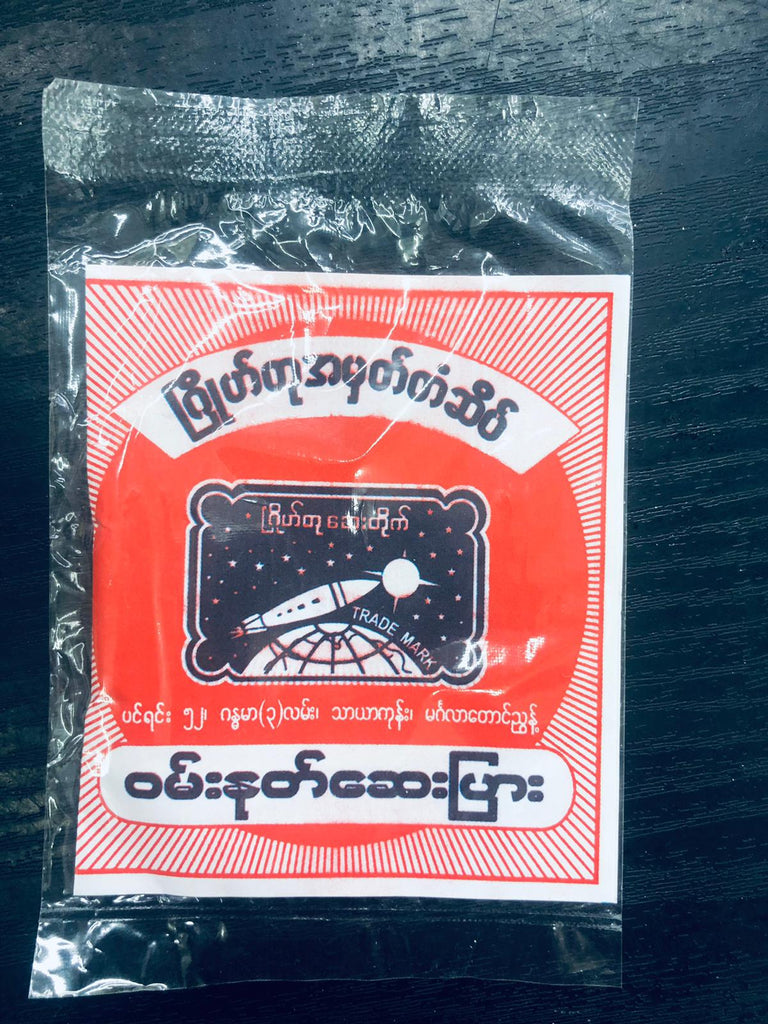 ဂြိုဟ်တုအမှတ်တံဆိပ်
ဂြိုဟ်တု ဆေးတိုက်
TRADE MARK
ပင်ရင်း ၅၂၊ ဂန္ဓမာ(၃)လမ်း၊ သာယာကုန်း၊ မင်္ဂလာတောင်ညွန့်
ဝမ်းနုတ်ဆေးပြား